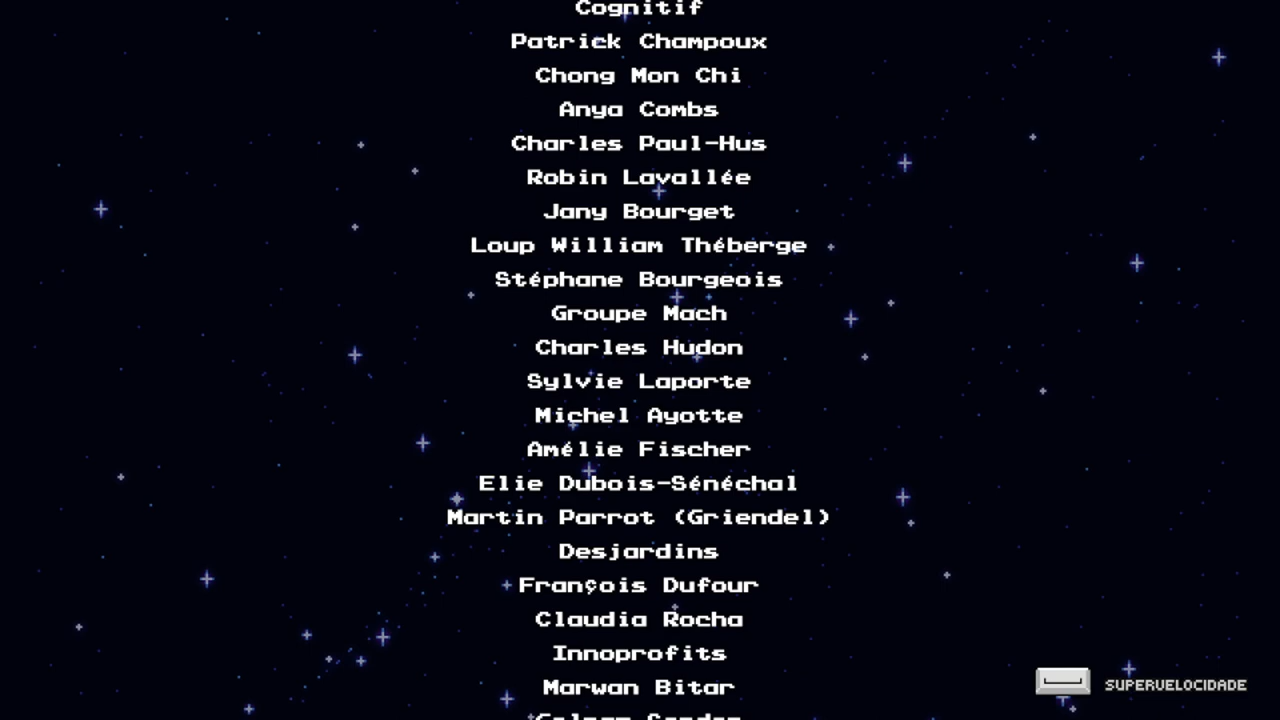 Cognitif
Patrick Champoux
Chong Mon Chi
Anya Combs
Charles Paul-Hus
Robin Lavallée
Jany Bourget
Loup William Théberge
Stéphane Bourgeois
Groupe Mach
Charles Hudon
Sylvie Laporte
Michel Ayotte
Amélie Fischer
Elie Dubois-Sénéchal
Martin Parrot (Griendel)
Desjardins
François Dufour
Claudia Rocha
Innoprofits
Marwan Bitar
SUPERVELOCIDADE